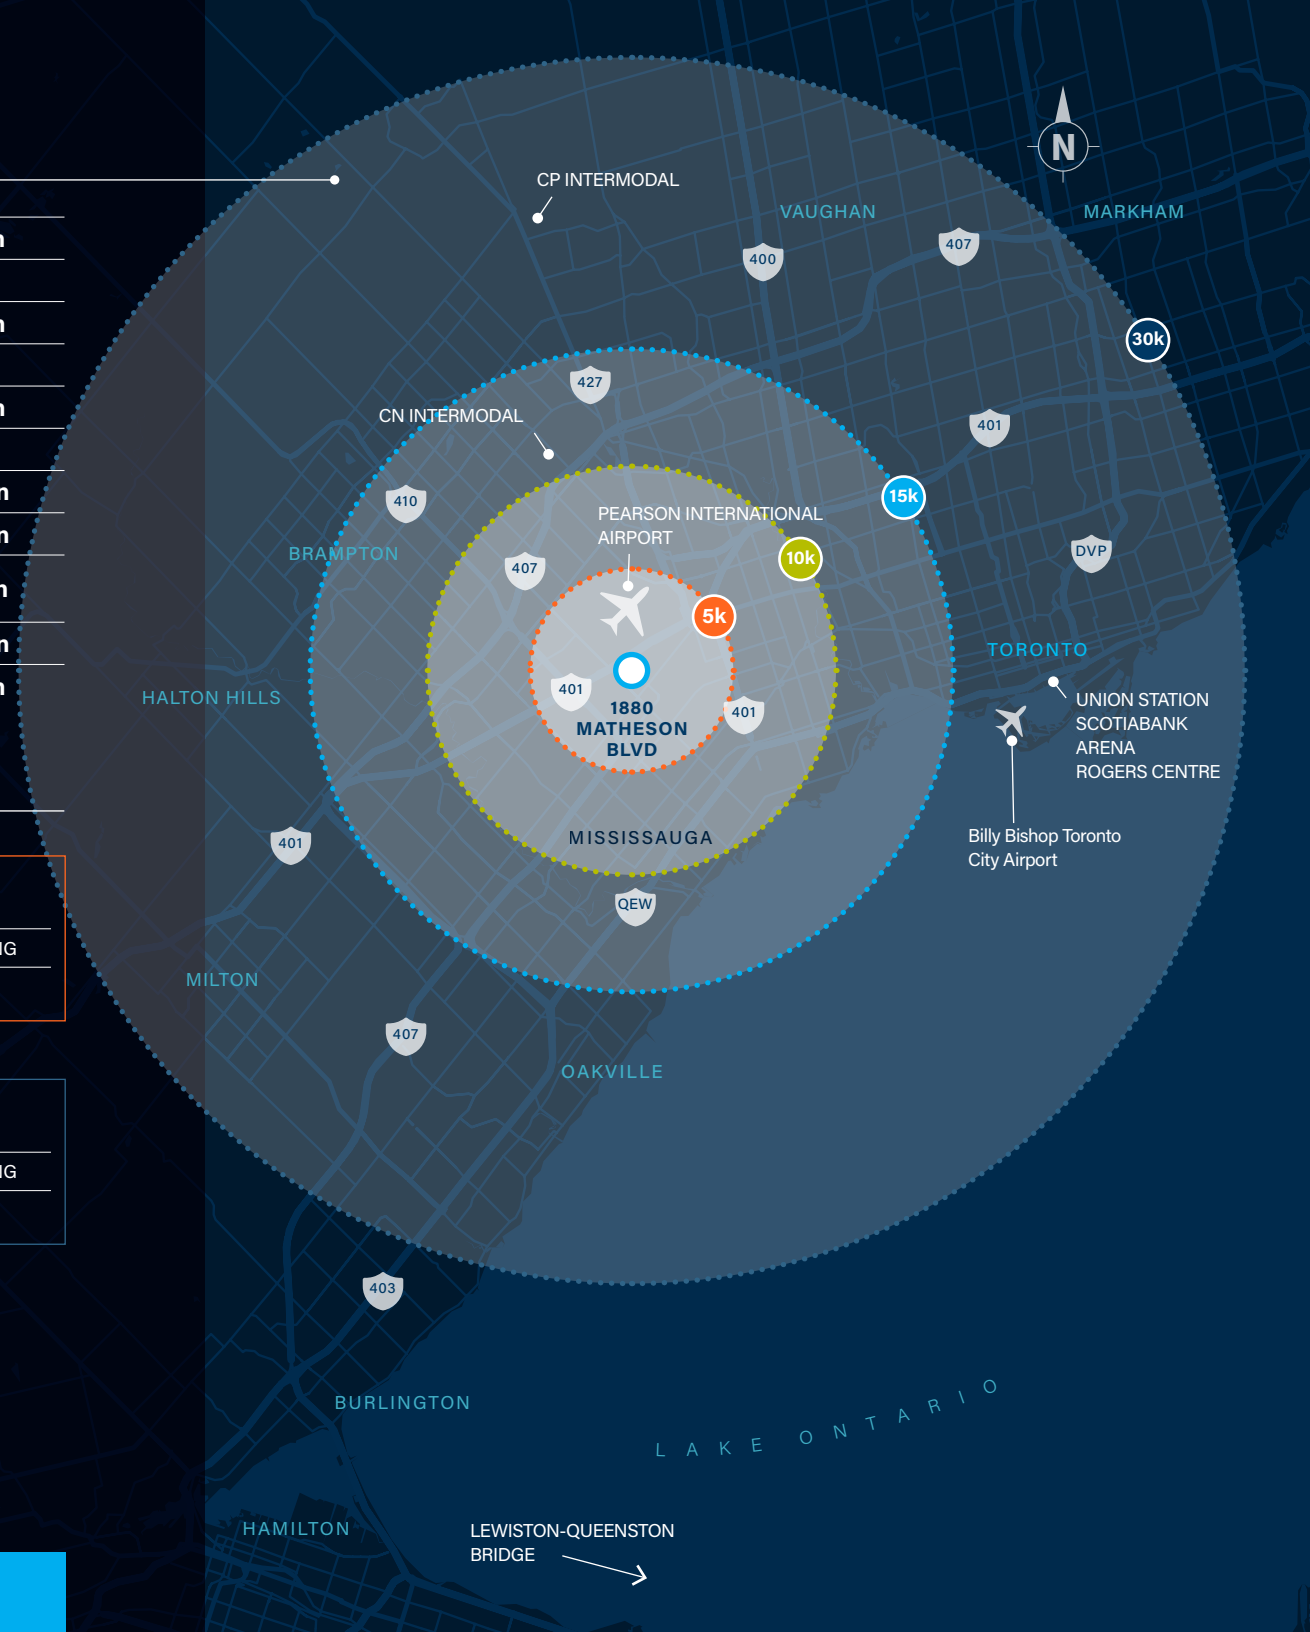 N
CP INTERMODAL
VAUGHAN
MARKHAM
407
400
30k
427
CN INTERMODAL
401
410
15k
PEARSON INTERNATIONAL
AIRPORT
BRAMPTON
10k
DVP
407
5k
TORONTO
401
HALTON HILLS
1880
MATHESON
BLVD
401
UNION STATION
SCOTIABANK
ARENA
ROGERS CENTRE
MISSISSAUGA
Billy Bishop Toronto
City Airport
401
QEW
MILTON
407
OAKVILLE
403
BURLINGTON
LAKE ONTARIO
HAMILTON
LEWISTON-QUEENSTON
BRIDGE